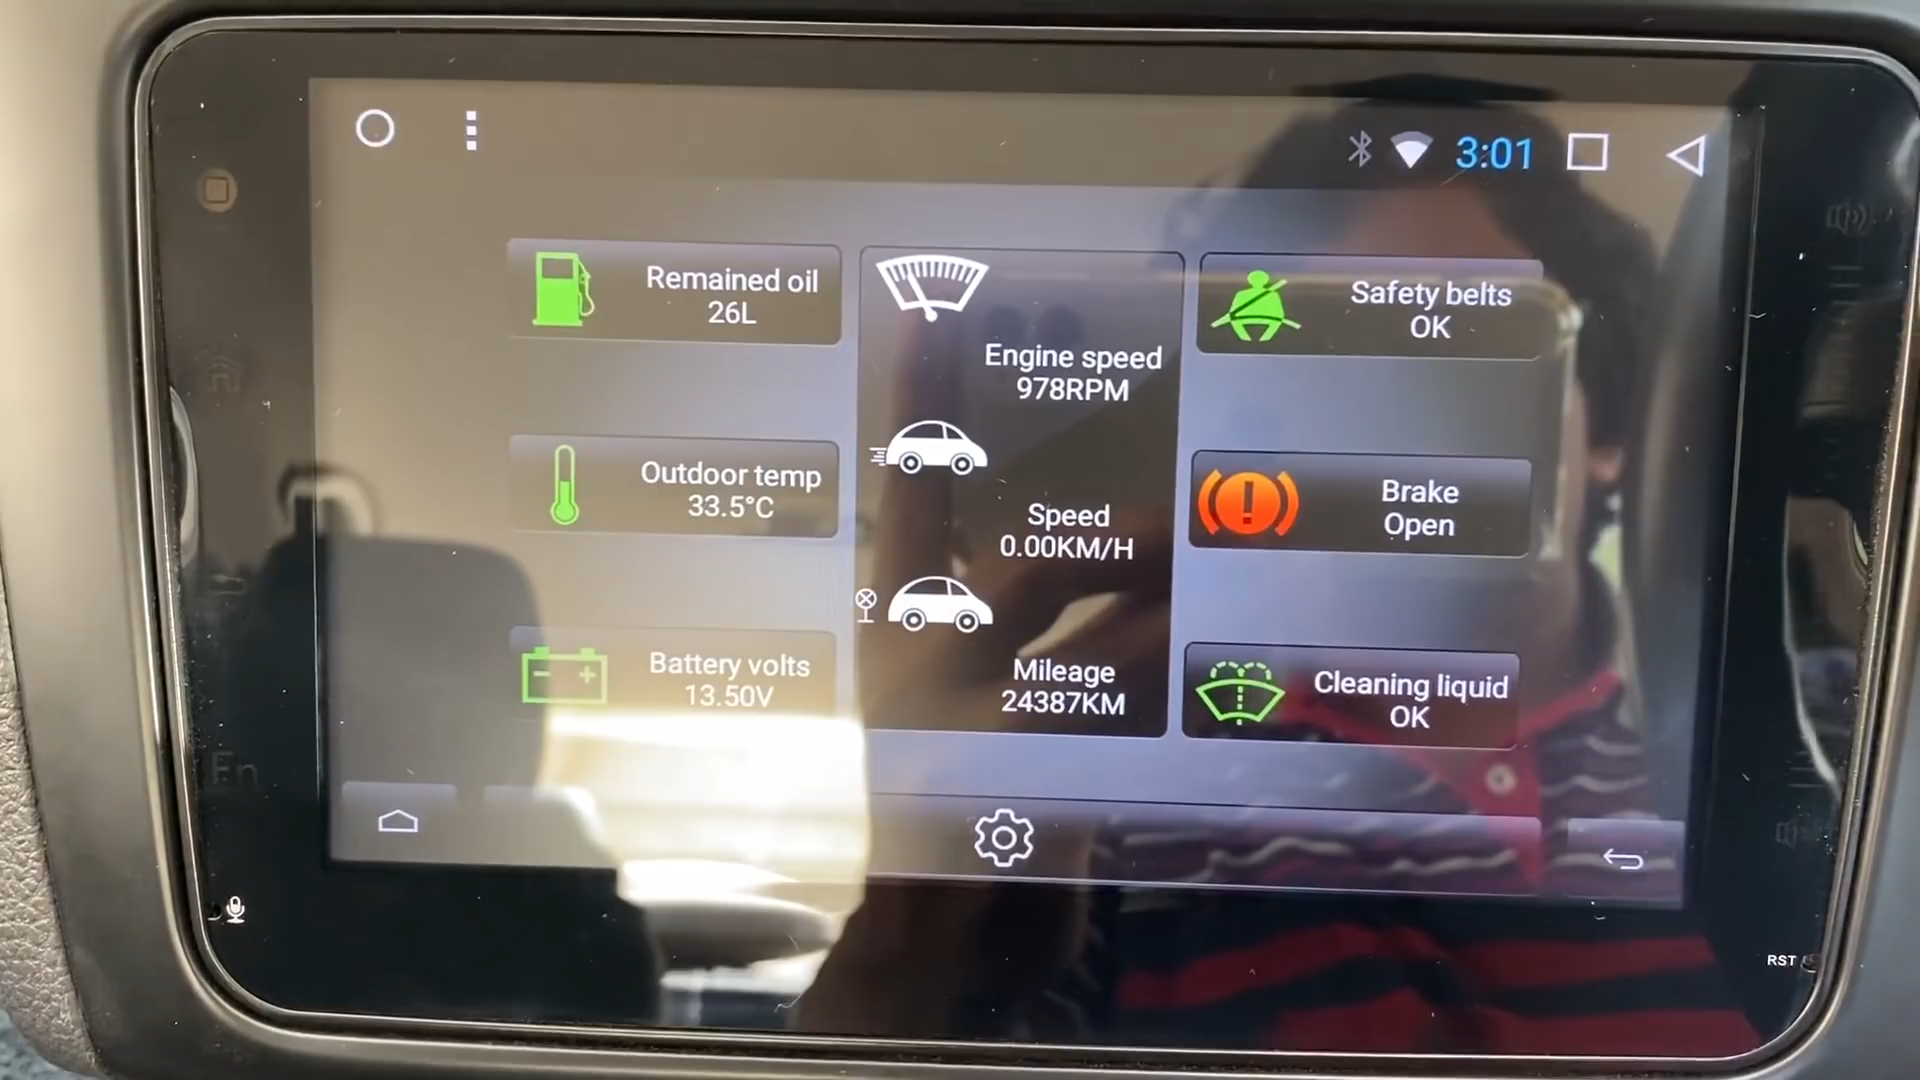 3:01
Remained oil
26L
Engine speed
978RPM
Safety belts
OK
Outdoor temp
33.5°C
Speed
0.00KM/H
Brake
Open
Battery volts
13.50V
Mileage
24387KM
Cleaning liquid
OK
En
RST